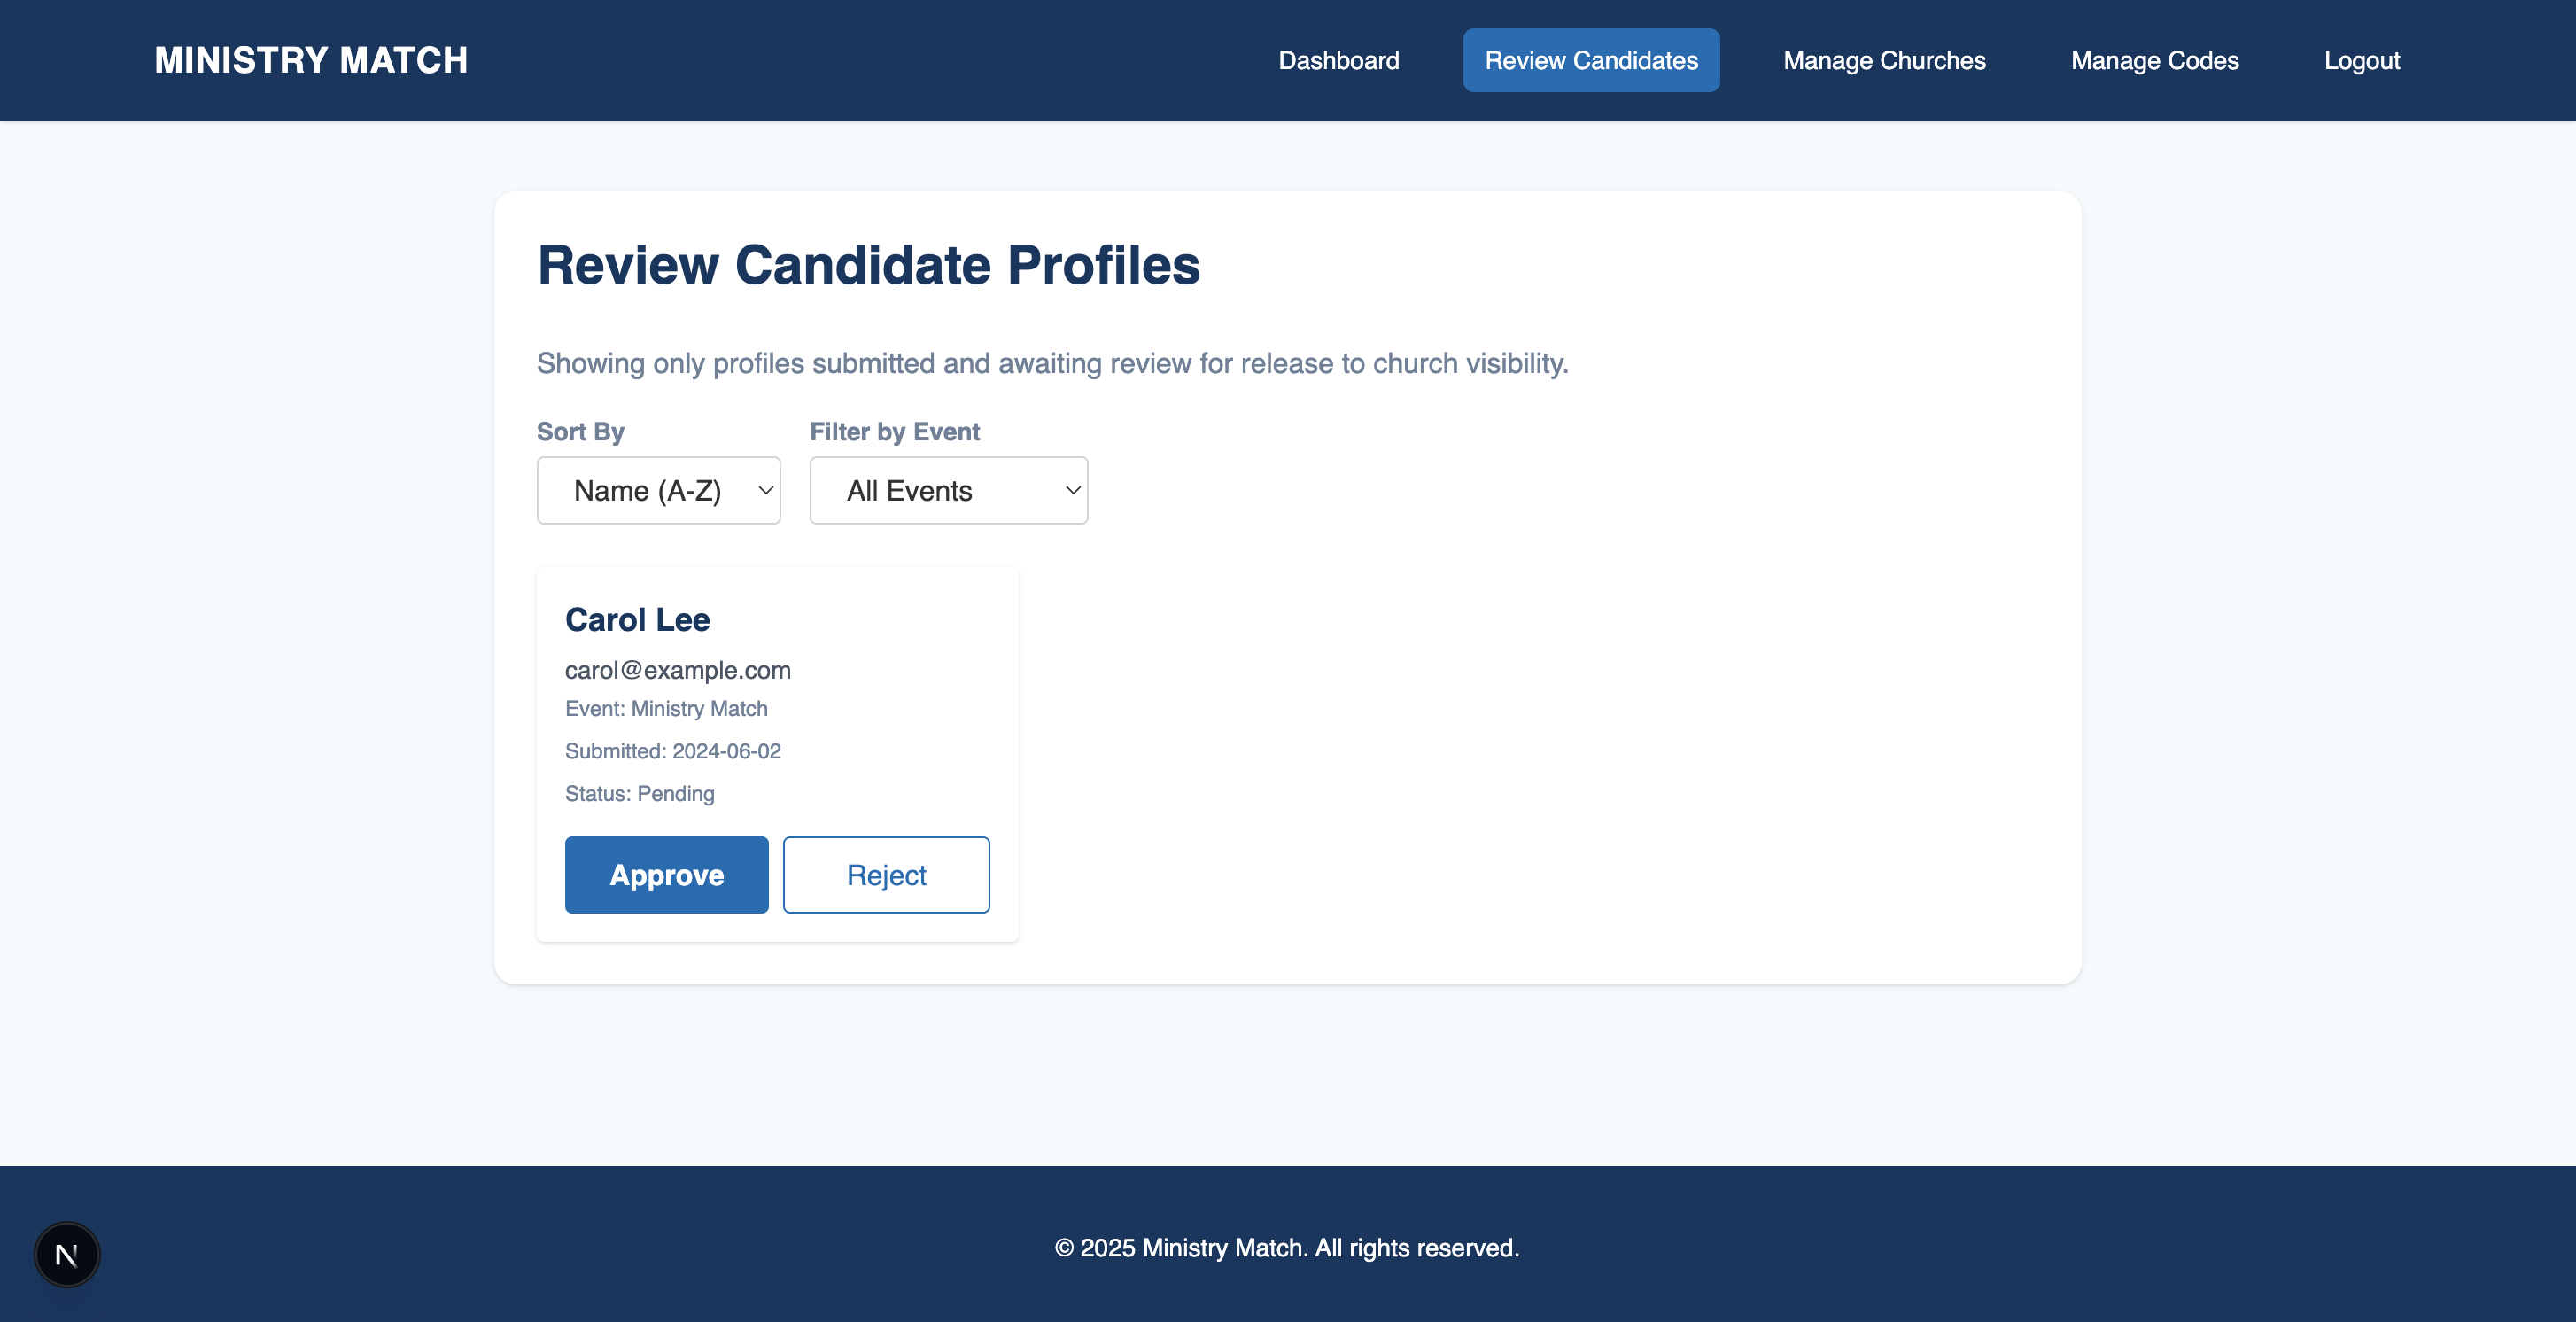 MINISTRY MATCH
Dashboard
Review Candidates
Manage Churches
Manage Codes
Logout
Review Candidate Profiles
Showing only profiles submitted and awaiting review for release to church visibility.
Sort By
Filter by Event
Name (A-Z)
All Events
Carol Lee
carol@example.com
Event: Ministry Match
Submitted: 2024-06-02
Status: Pending
Approve
Reject
© 2025 Ministry Match. All rights reserved.
N